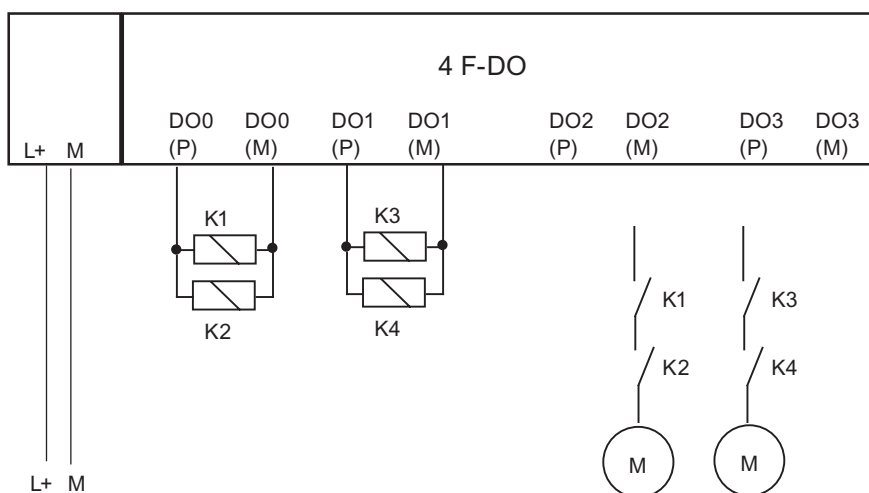 4 F-DO
DO0 DO0 DO1 DO1 DO2 DO2 DO3 DO3
L+ M (P) (M) (P) (M) (P) (M) (P) (M)
K1 K3
K2 K4
K1 K3
K2 K4
M M
L+ M